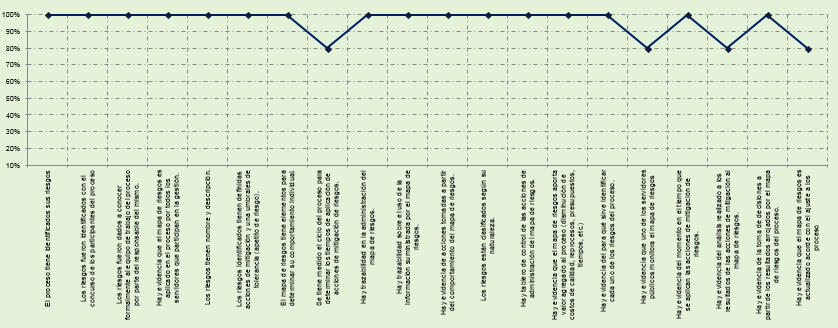 100%
90%
80%
70%
60%
50%
40%
30%
20%
10%
El proceso tiene identificados sus riesgos
Los riesgos fueron identificados con el
concurso de los participantes del proceso
Los riesgos fueron dados a conocer
formalmente al equipo de trabajo del proceso
por parte del responsable del mismo.
Hay evidencia que el mapa de riesgos es
aplicado en el proceso por todos los
servidores que participan en la gestión.
Los riesgos tienen nombre y descripción.
Los riesgos identificados tienen definidas
acciones de mitigación y una umbrales de
tolerancia (apetito de riesgo).
El mapa de riesgos tiene elementos para
determinar su comportamiento individual.
Se tiene medido el ciclo del proceso para
determinar los tiempos de aplicación de
acciones de mitigación de riesgos.
Hay trazabilidad en la administración del
mapa de riesgos.
Hay trazabilidad sobre el uso de la
información suministrada por el mapa de
riesgos.
Hay evidencia de acciones tomadas a partir
del comportamiento del mapa de riesgos.
Los riesgos están clasificados según su
naturaleza.
Hay tablero de control de las acciones de
administración del mapa de riesgos.
Hay evidencia que el mapa de riesgos aporta
valor agregado al proceso (disminución de
costos de calidad, reprocesos, presupuestos,
tiempos, etc.)
Hay evidencia del área que sirve identificar
cada uno de los riesgos del proceso.
Hay evidencia que uno de los servidores
públicos monitorea el mapa de riesgos
Hay evidencia del momento en el tiempo que
se aplican las acciones de mitigación de
riesgos.
Hay evidencia del análisis realizado a los
resultados de las acciones de mitigación al
mapa de riesgos.
Hay evidencia de la toma de decisiones a
partir de los resultados arrojados por el mapa
de riesgos del proceso.
Hay evidencia que el mapa de riesgos es
actualizado acorte con el ajuste a los
proceso